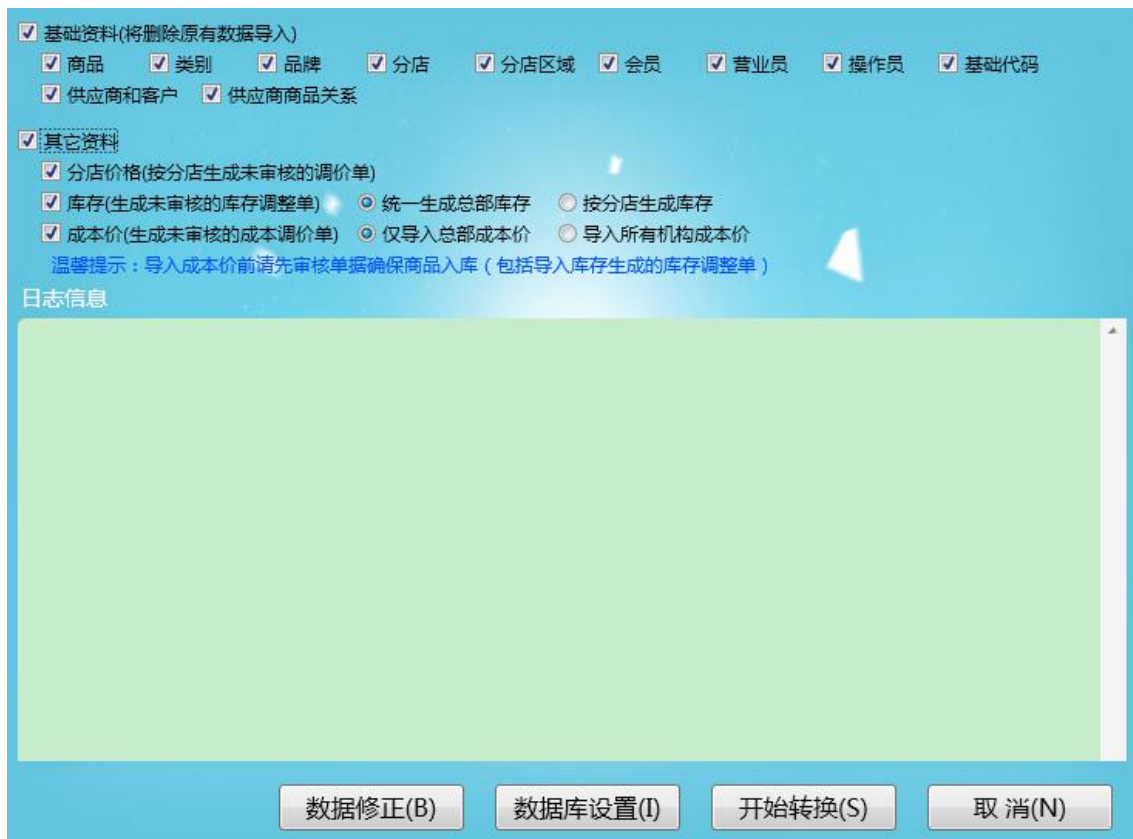 基础资料(将删除原有数据导入)
商品 类别 品牌 分店 分店区域 会员 营业员 操作员 基础代码
供应商和客户 供应商商品关系
其它资料
分店价格(按分店生成未审核的调价单)
库存(生成未审核的库存调整单) 统一生成总部库存 按分店生成库存
成本价(生成未审核的成本调价单) 仅导入总部成本价 导入所有机构成本价
温馨提示：导入成本价前请先审核单据确保商品入库（包括导入库存生成的库存调整单）
日志信息
数据修正(B) 数据库设置(I) 开始转换(S) 取 消(N)